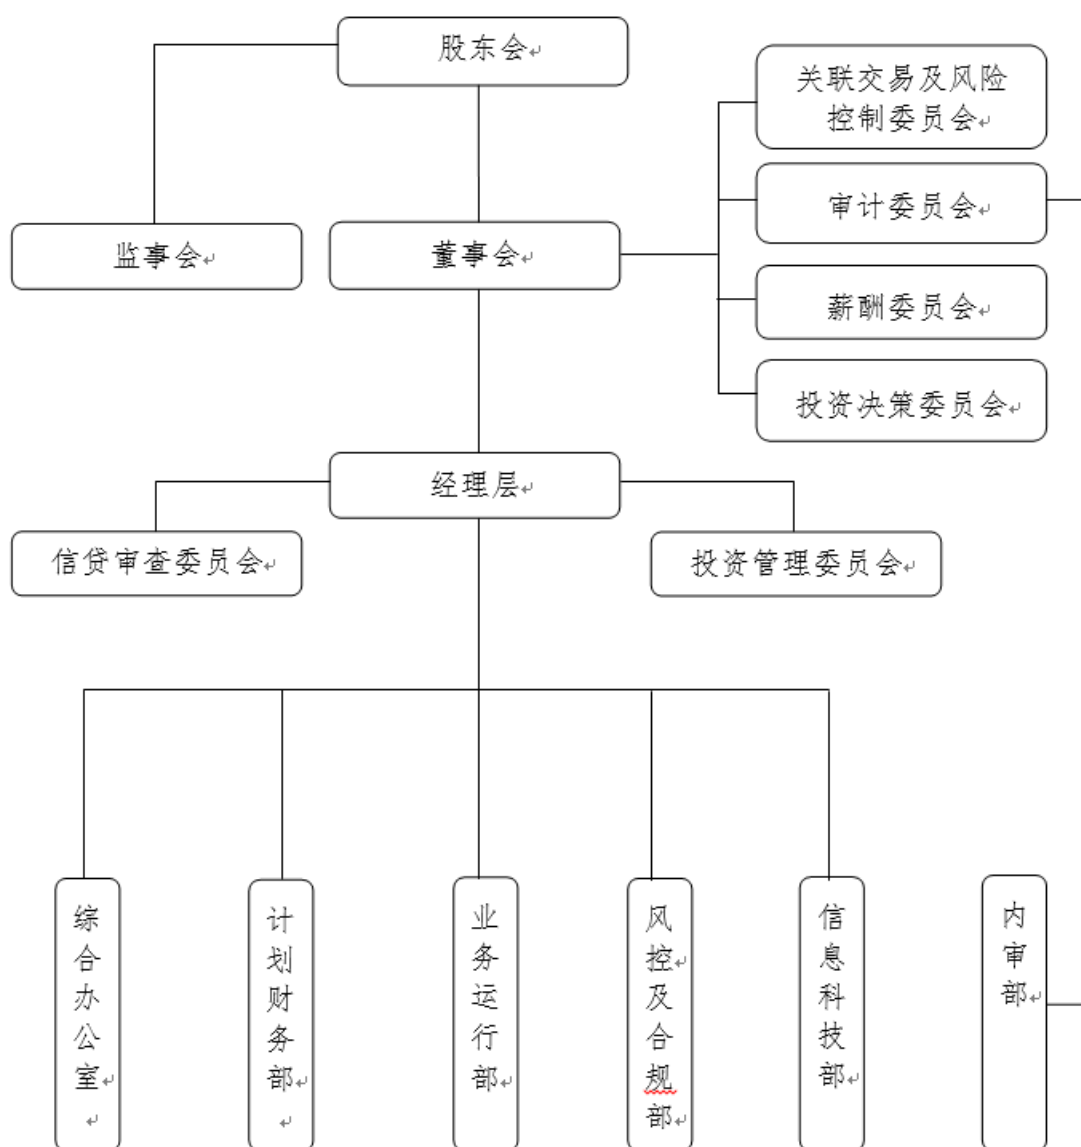 股东会
关联交易及风险
控制委员会
审计委员会
监事会
董事会
薪酬委员会
投资决策委员会
经理层
信贷审查委员会
投资管理委员会
综合办公室
计划财务部
业务运行部
风控及合规部
信息科技部
内审部